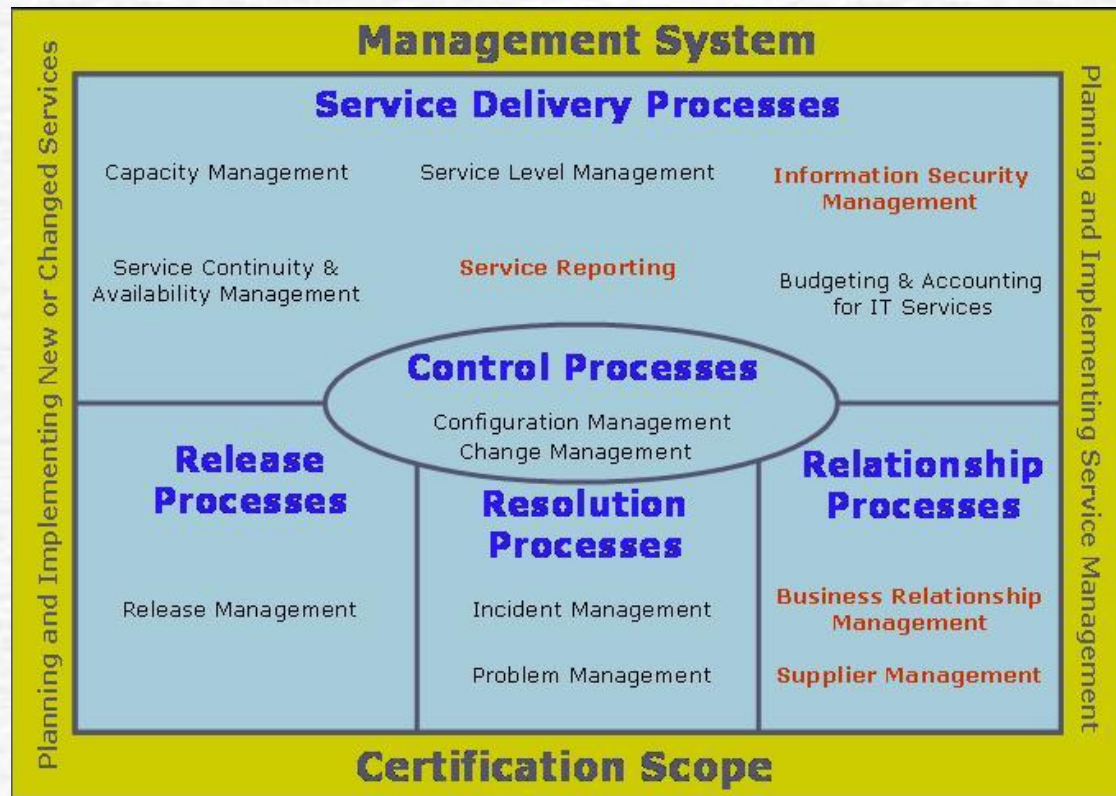 Management System
Planning and Implementing New or Changed Services
Service Delivery Processes
Capacity Management
Service Level Management
Information Security
Management
Service Continuity &
Availability Management
Service Reporting
Budgeting & Accounting
for IT Services
Control Processes
Configuration Management
Change Management
Release
Processes
Release Management
Resolution
Processes
Incident Management
Problem Management
Relationship
Processes
Business Relationship
Management
Supplier Management
Planning and Implementing Service Management
Certification Scope